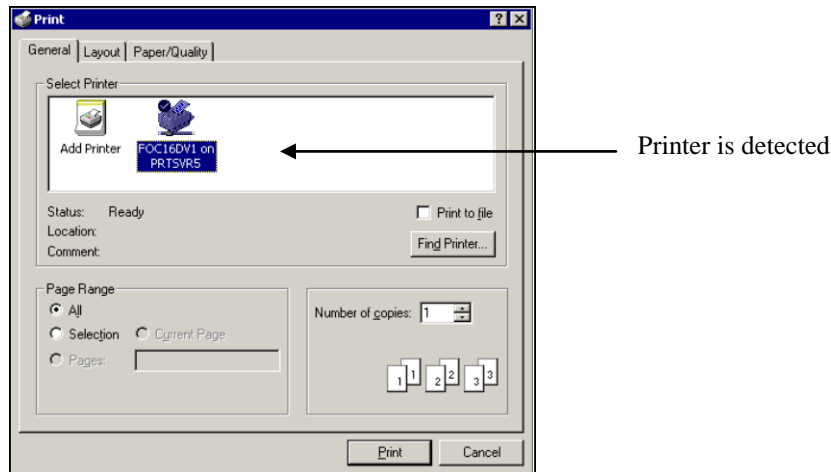 Print
General Layout Paper/Quality
Select Printer
Add Printer
FOC16DV1 on
PRTSVR5
Printer is detected
Status: Ready
Print to file
Location:
Comment:
Find Printer...
Page Range
All
Selection Current Page
Pages:
Number of copies: 1
1 1 2 2 3 3
Print Cancel